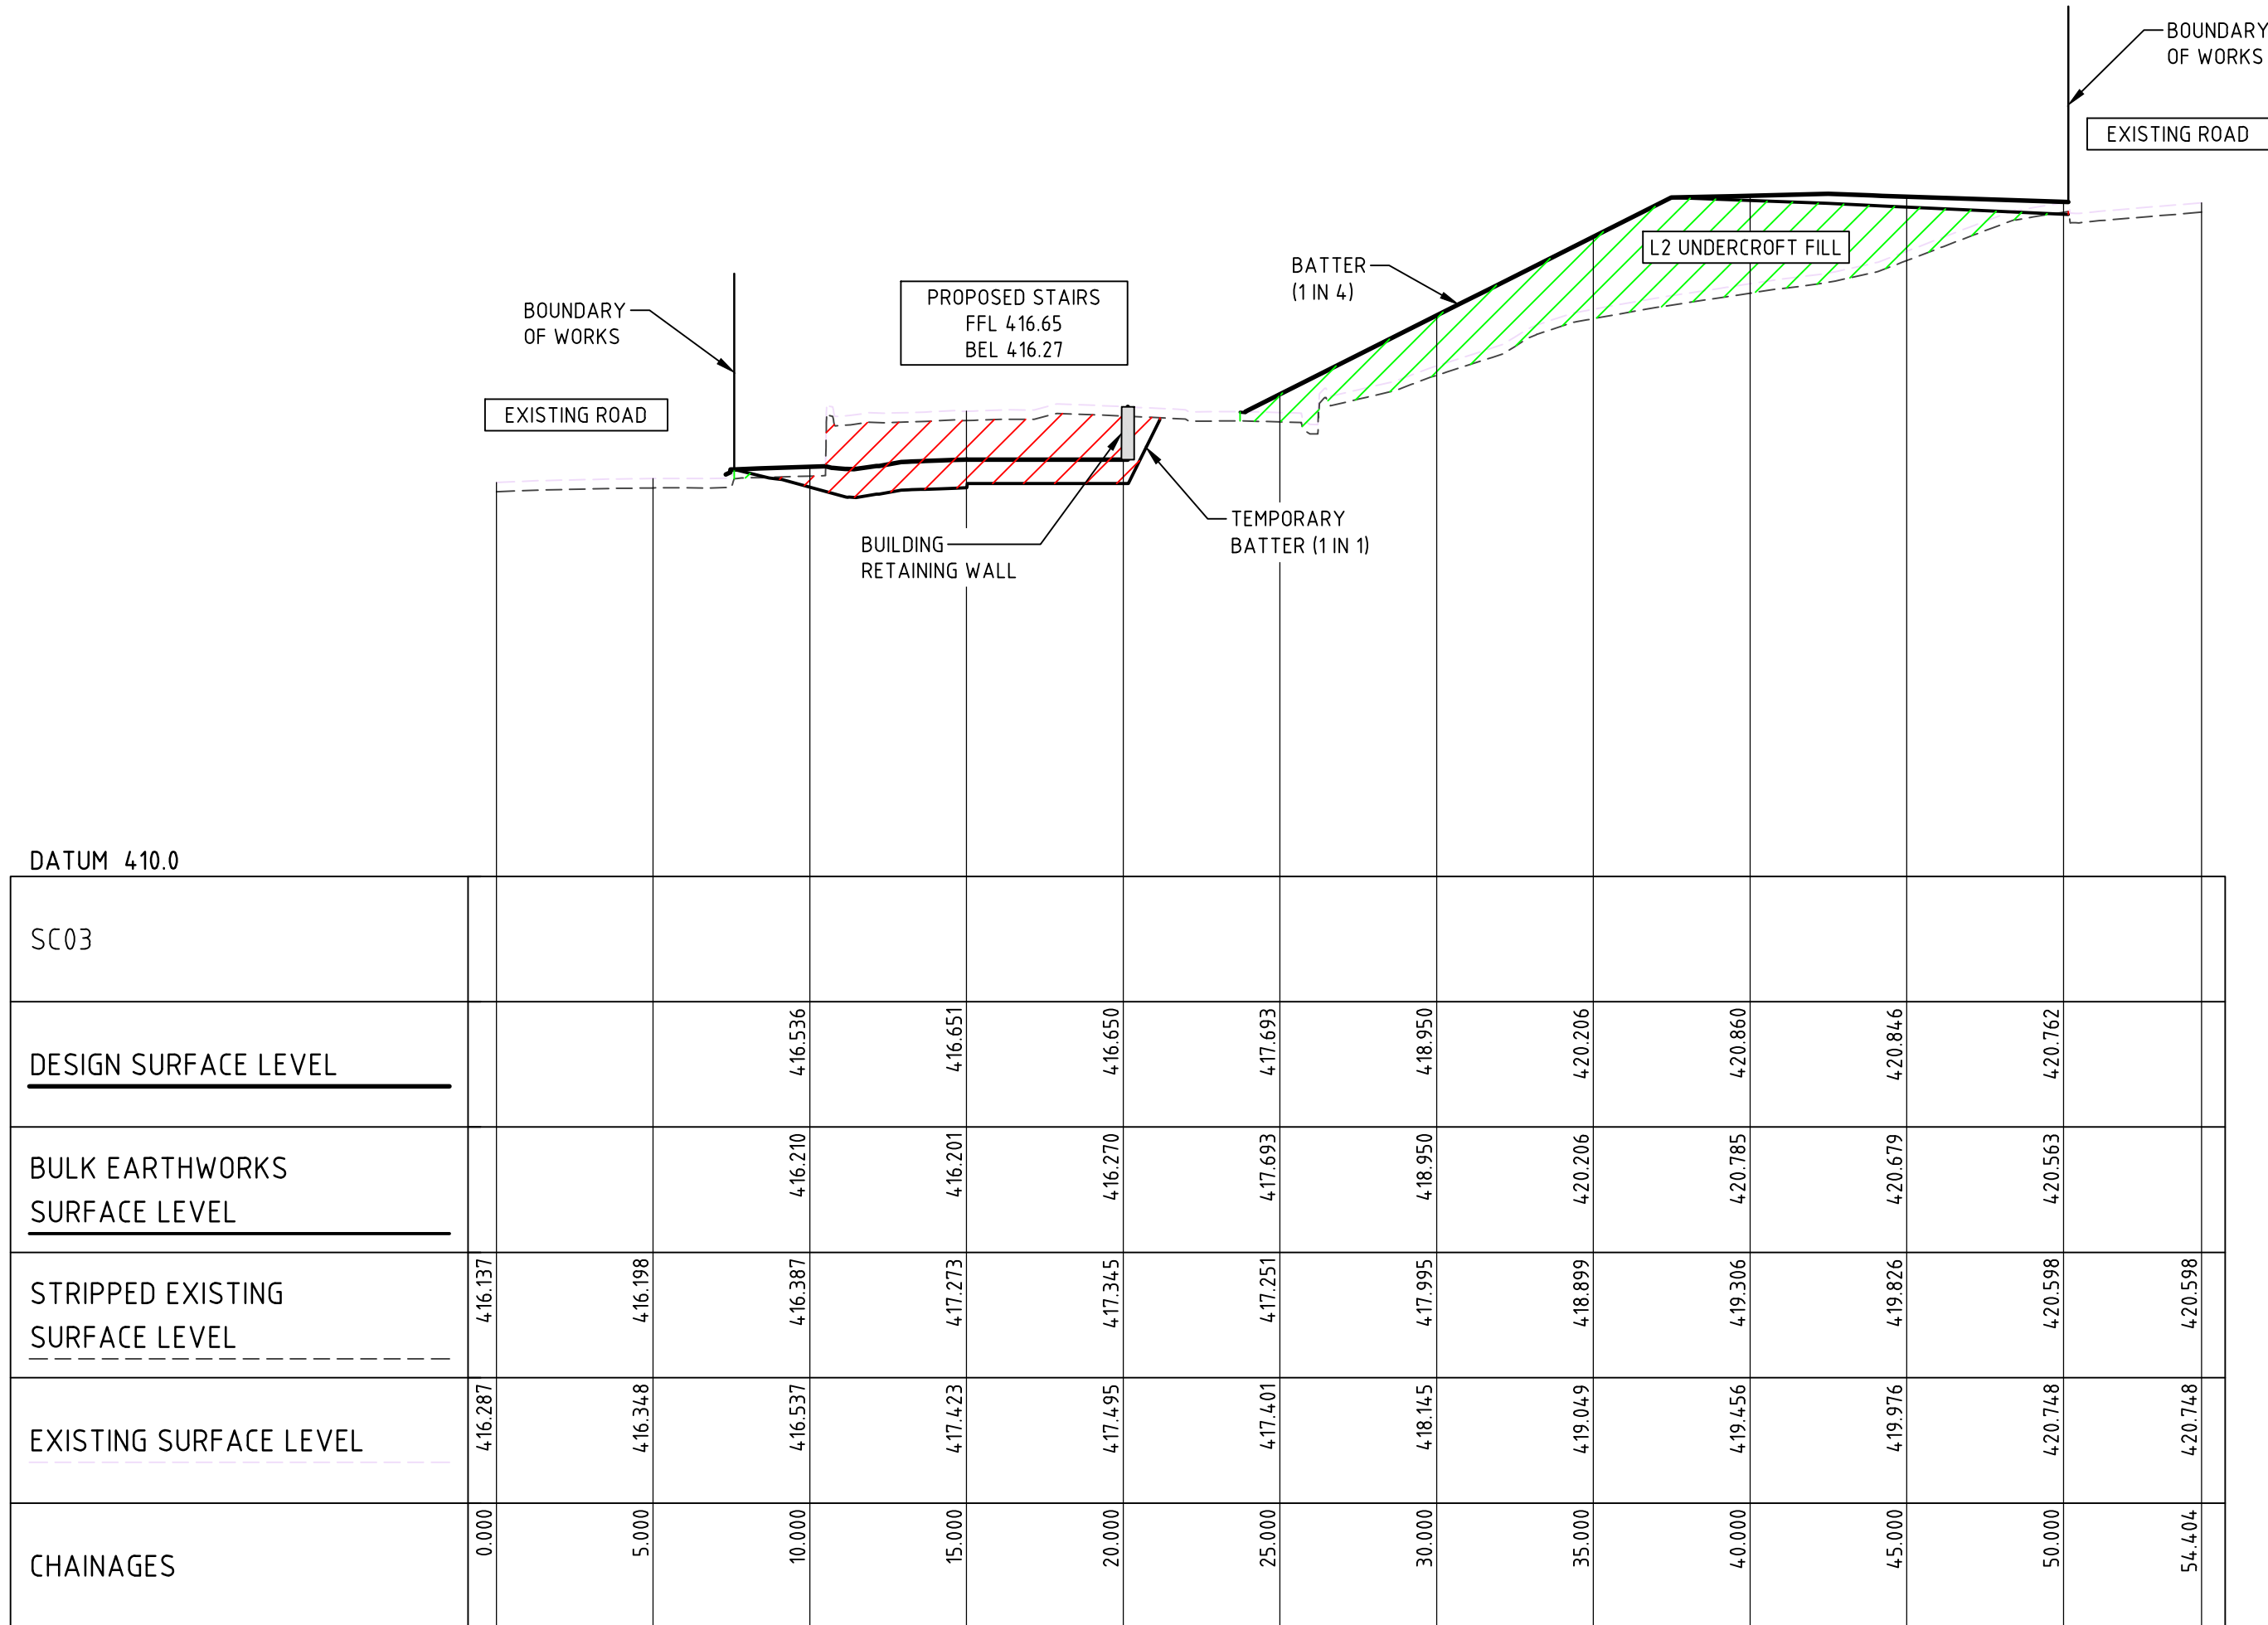 BOUNDARY
OF WORKS
EXISTING ROAD
L2 UNDERCROFT FILL
BATTER
(1 IN 4)
PROPOSED STAIRS
FFL 416.65
BEL 416.27
BOUNDARY
OF WORKS
EXISTING ROAD
TEMPORARY
BATTER (1 IN 1)
BUILDING
RETAINING WALL
DATUM 410.0
SC03
DESIGN SURFACE LEVEL
416.536 416.651 416.650 417.693 418.950 420.206 420.860 420.846 420.762
BULK EARTHWORKS
SURFACE LEVEL
416.210 416.201 416.270 417.693 418.950 420.206 420.785 420.679 420.563
STRIPPED EXISTING
SURFACE LEVEL
416.137 416.198 416.387 417.273 417.345 417.251 417.995 418.899 419.306 419.826 420.598 420.598
EXISTING SURFACE LEVEL
416.287 416.348 416.537 417.423 417.495 417.401 418.145 419.049 419.456 419.976 420.748 420.748
CHAINAGES
0.000 5.000 10.000 15.000 20.000 25.000 30.000 35.000 40.000 45.000 50.000 54.404